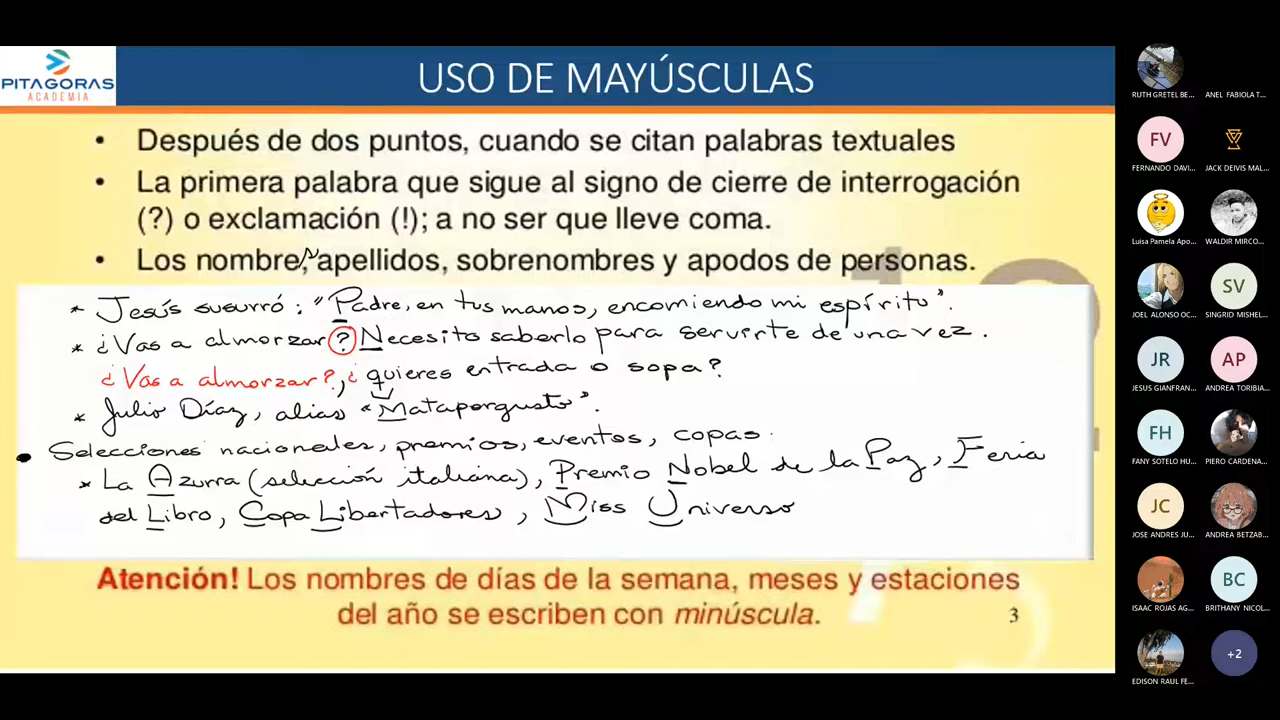 PITAGORAS
ACADEMIA
USO DE MAYÚSCULAS
• Después de dos puntos, cuando se citan palabras textuales
• La primera palabra que sigue al signo de cierre de interrogación
(?) o exclamación (!); a no ser que lleve coma.
• Los nombre, apellidos, sobrenombres y apodos de personas.
* Jesús susurró: "Padre, en tus manos, encomiendo mi espíritu".
* ¿Vas a almorzar? Necesito saberlo para servirte de una vez.
¿Vas a almorzar?, ¿quieres entrada o sopa?
* Julio Díaz, alias "Mataporgusto".
• Selecciones nacionales, premios, eventos, copas.
* La Azurra (selección italiana), Premio Nobel de la Paz, Feria
del Libro, Copa Libertadores, Miss Universo
Atención! Los nombres de días de la semana, meses y estaciones
del año se escriben con minúscula.
3
RUTH GRETEL BE...
ANEL FABIOLA T...
FV
FERNANDO DAVI...
JACK DEIVIS MAL...
Luisa Pamela Apo...
WALDIR MIRCO...
JOEL ALONSO OC...
SV
SINGRID MISHEL...
JR
JESUS GIANFRAN...
AP
ANDREA TORIBIA...
FH
FANY SOTELO HU...
PIERO CARDENA...
JC
JOSE ANDRES JU...
ANDREA BETZAB...
ISAAC ROJAS AG...
BC
BRITHANY NICOL...
EDISON RAUL FE...
+2